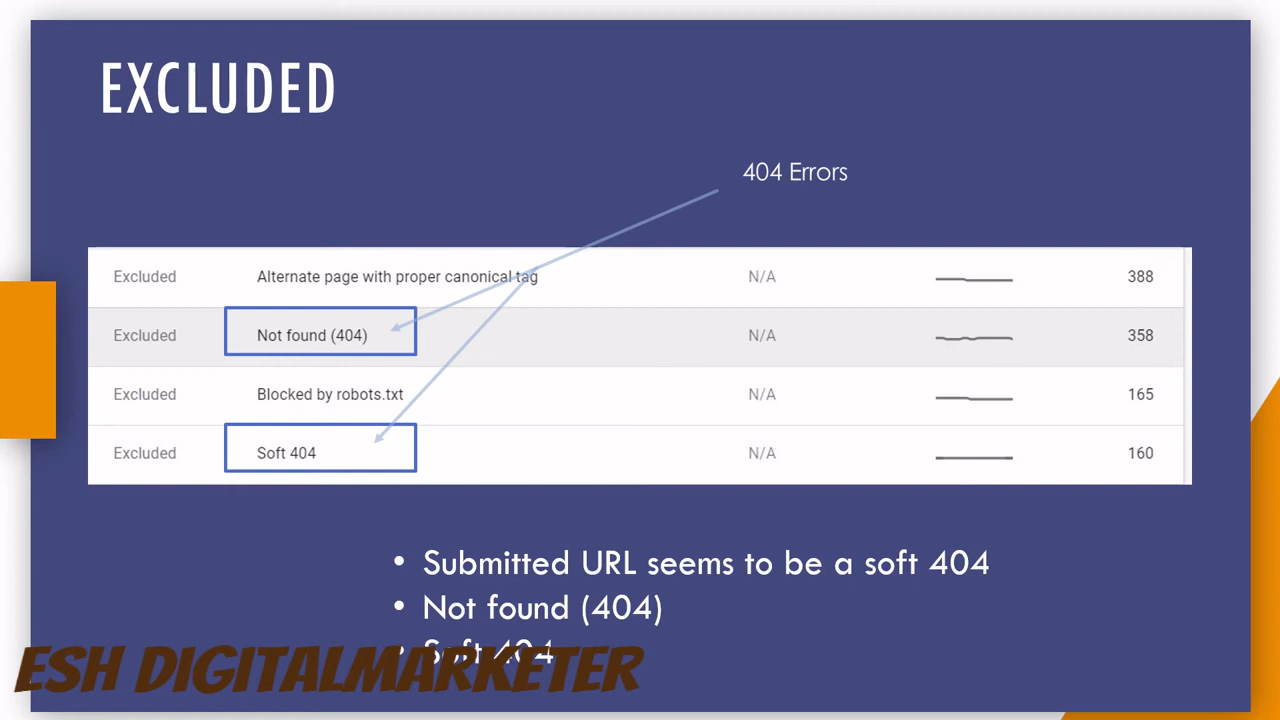 EXCLUDED
404 Errors
Excluded Alternate page with proper canonical tag N/A 388
Excluded Not found (404) N/A 358
Excluded Blocked by robots.txt N/A 165
Excluded Soft 404 N/A 160
• Submitted URL seems to be a soft 404
• Not found (404)
• Soft 404
ESH DIGITALMARKETER